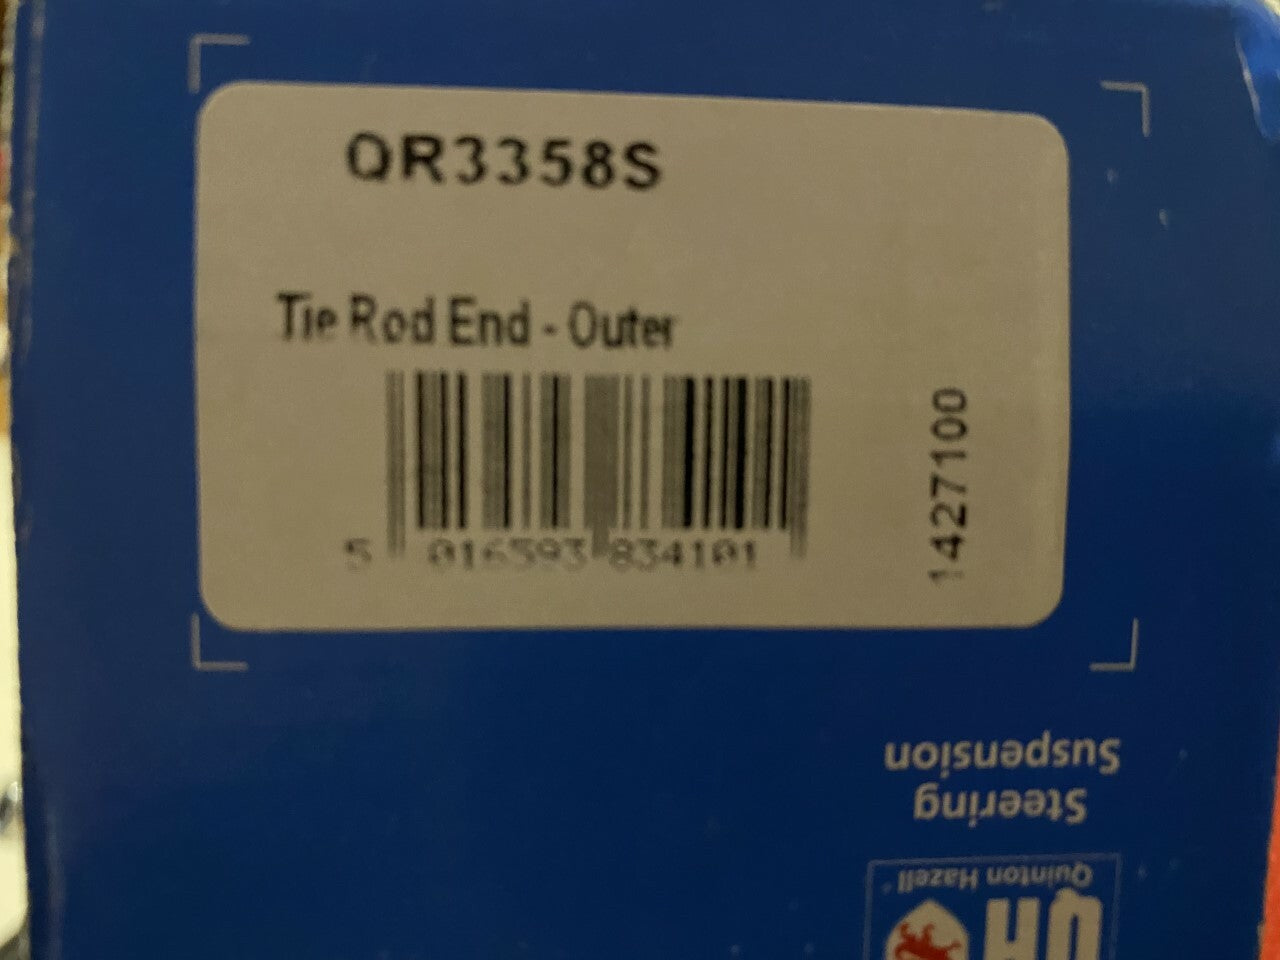 QR3358S
Tie Rod End - Outer
5 016593 834101
1427100
Steering
Suspension
Quinton Hazell
QH